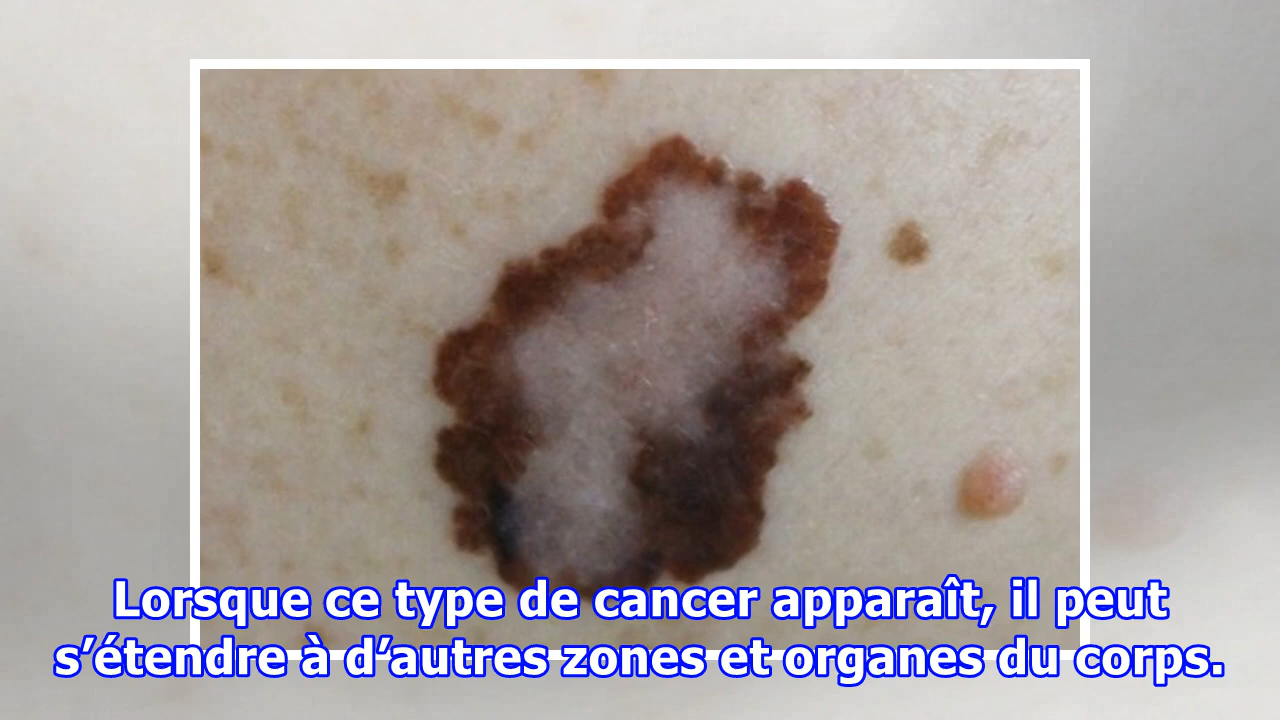 Lorsque ce type de cancer apparaît, il peut
s’étendre à d’autres zones et organes du corps.